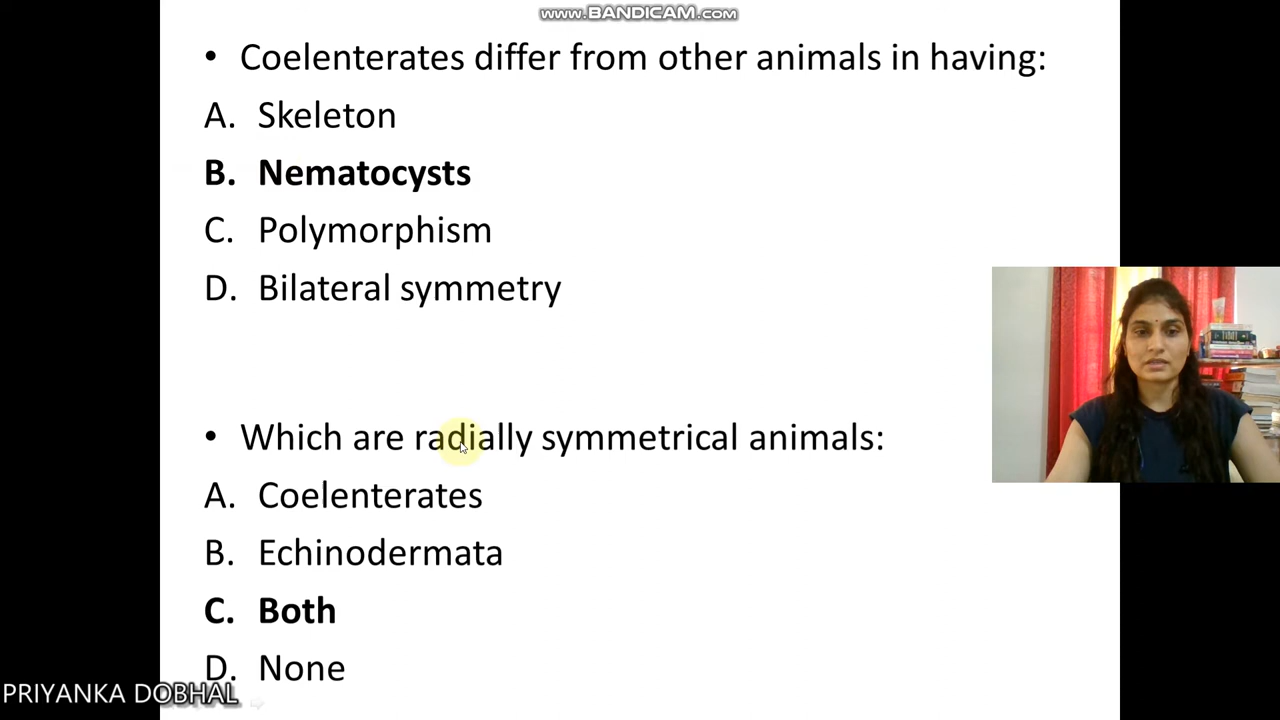 www.BANDICAM.com
• Coelenterates differ from other animals in having:
A. Skeleton
B. Nematocysts
C. Polymorphism
D. Bilateral symmetry
• Which are radially symmetrical animals:
A. Coelenterates
B. Echinodermata
C. Both
D. None
PRIYANKA DOBHAL